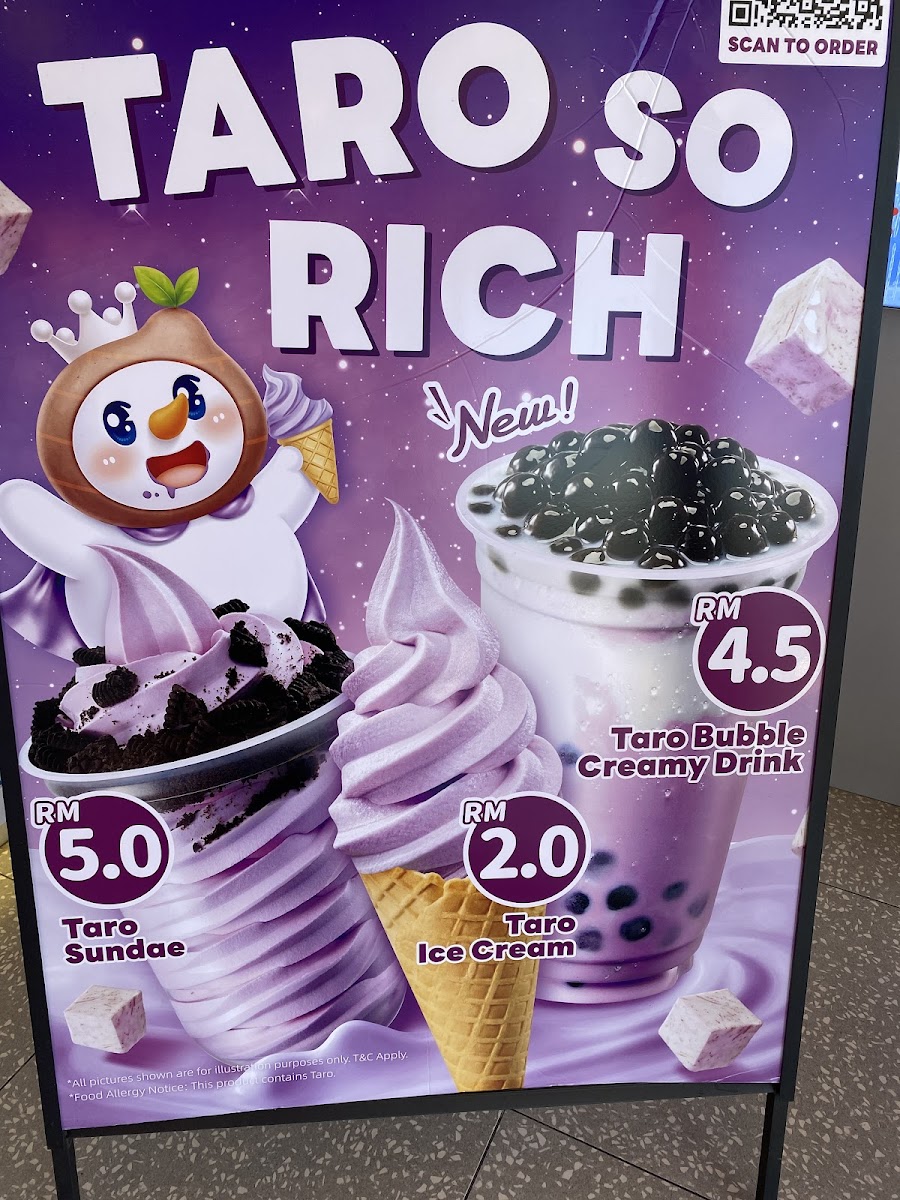 SCAN TO ORDER
TARO SO
RICH
New!
RM
4.5
Taro Bubble
Creamy Drink
RM
5.0
Taro
Sundae
RM
2.0
Taro
Ice Cream
*All pictures shown are for illustration purposes only. T&C Apply.
*Food Allergy Notice: This product contains Taro.